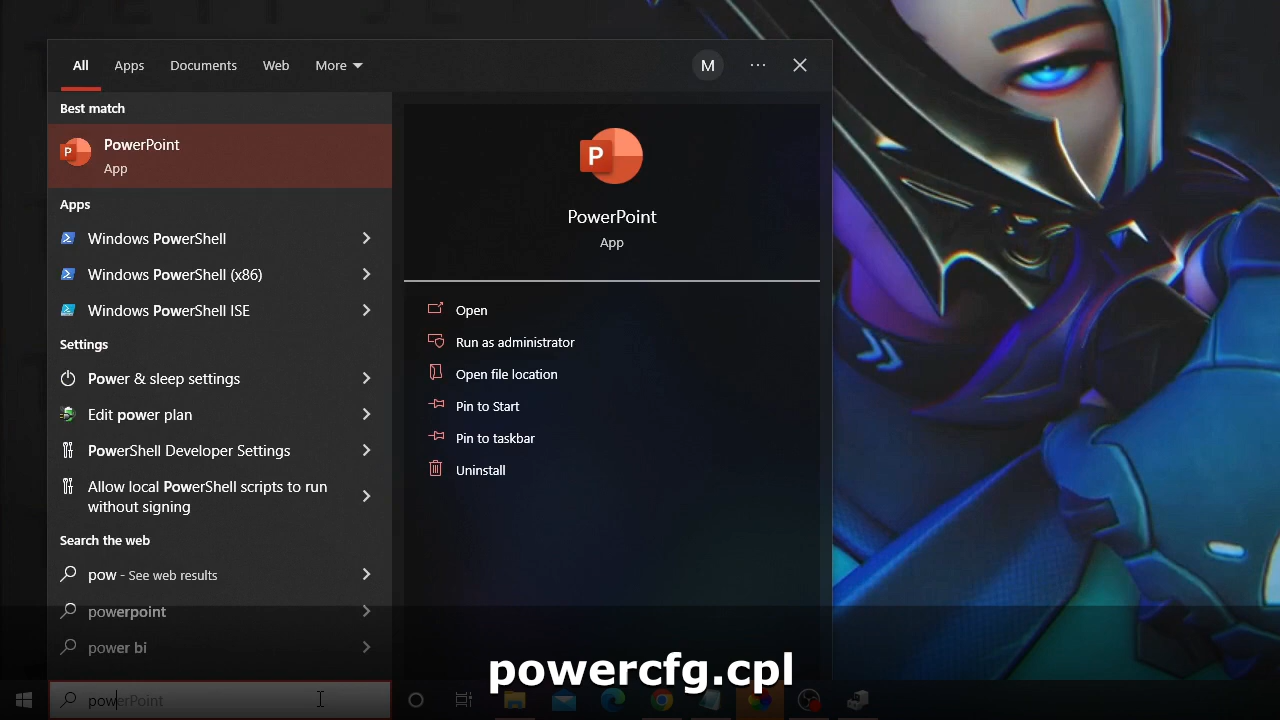 All Apps Documents Web More M
Best match
PowerPoint
App
Apps
Windows PowerShell
Windows PowerShell (x86)
Windows PowerShell ISE
Settings
Power & sleep settings
Edit power plan
PowerShell Developer Settings
Allow local PowerShell scripts to run
without signing
Search the web
pow - See web results
powerpoint
power bi
P
PowerPoint
App
Open
Run as administrator
Open file location
Pin to Start
Pin to taskbar
Uninstall
powercfg.cpl
powerPoint